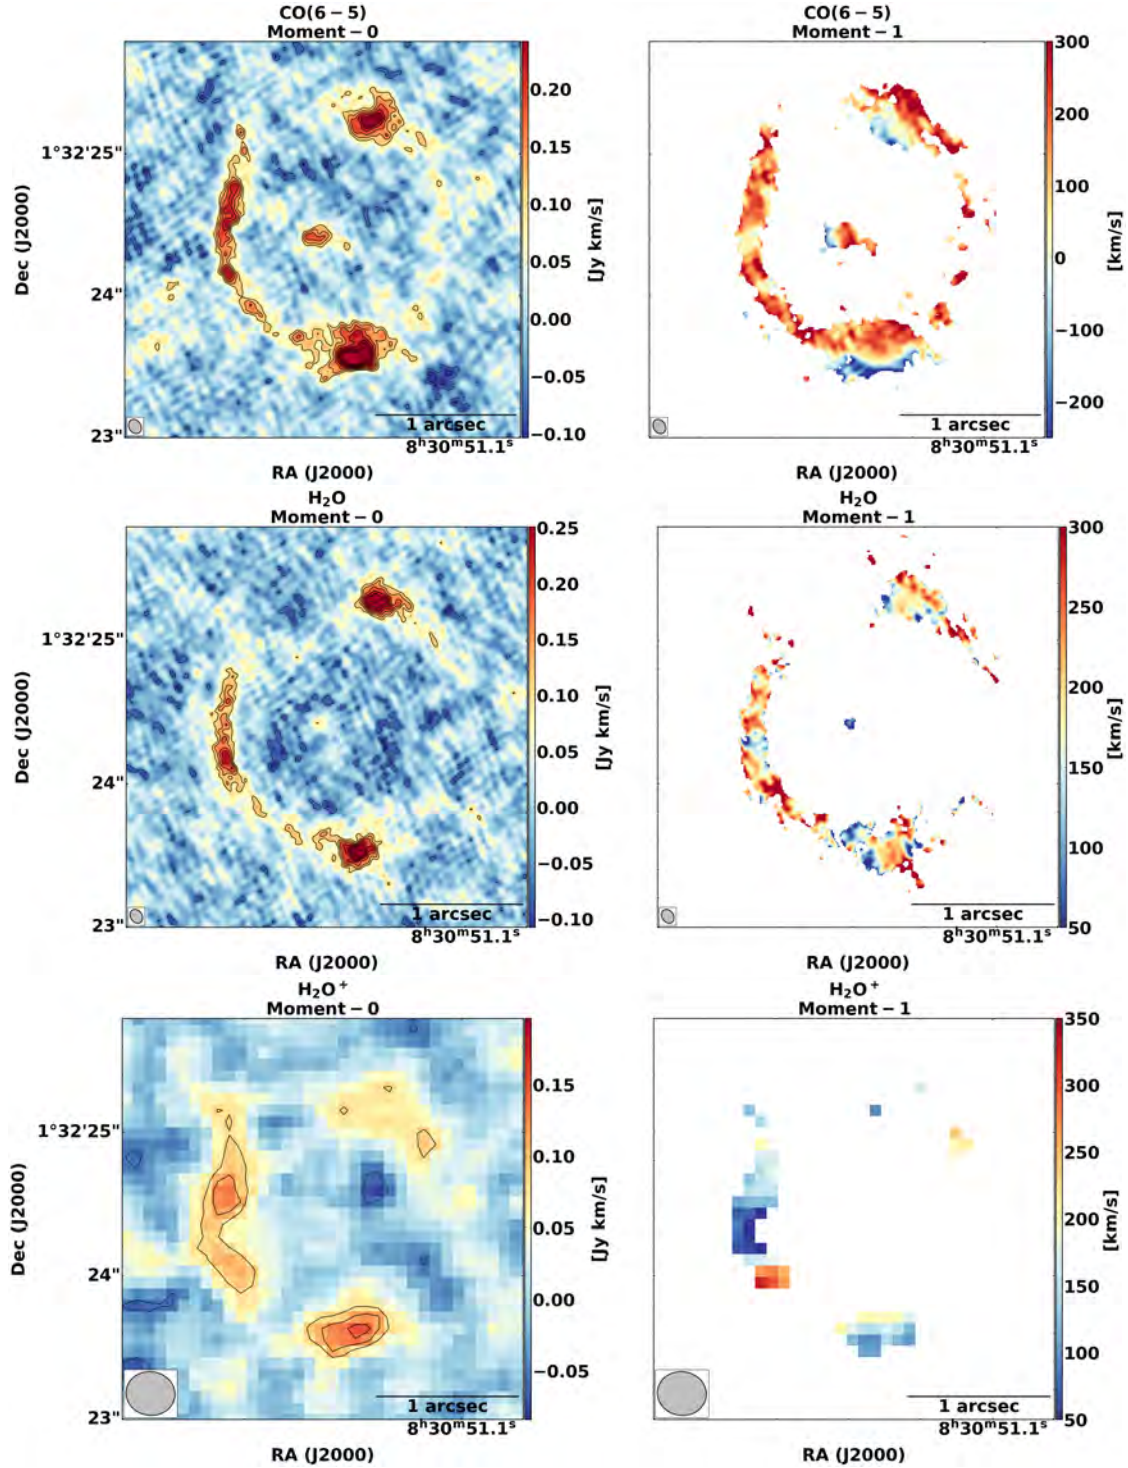 CO(6−5)
Moment−0
CO(6−5)
Moment−1
0.20
0.15
0.10
0.05
0.00
−0.05
−0.10
[Jy km/s]
1°32'25"
24"
23"
Dec (J2000)
1 arcsec
8ʰ30ᵐ51.1ˢ
RA (J2000)
300
200
100
0
−100
−200
[km/s]
1 arcsec
8ʰ30ᵐ51.1ˢ
RA (J2000)
H₂O
Moment−0
H₂O
Moment−1
0.25
0.20
0.15
0.10
0.05
0.00
−0.05
−0.10
[Jy km/s]
1°32'25"
24"
23"
Dec (J2000)
1 arcsec
8ʰ30ᵐ51.1ˢ
RA (J2000)
300
250
200
150
100
50
[km/s]
1 arcsec
8ʰ30ᵐ51.1ˢ
RA (J2000)
H₂O⁺
Moment−0
H₂O⁺
Moment−1
0.15
0.10
0.05
0.00
−0.05
[Jy km/s]
1°32'25"
24"
23"
Dec (J2000)
1 arcsec
8ʰ30ᵐ51.1ˢ
RA (J2000)
350
300
250
200
150
100
50
[km/s]
1 arcsec
8ʰ30ᵐ51.1ˢ
RA (J2000)